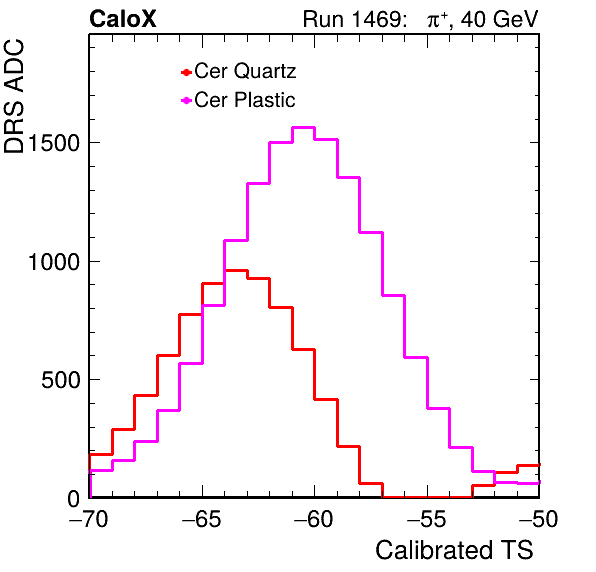 CaloX Run 1469: π⁺, 40 GeV
DRS ADC
Cer Quartz
Cer Plastic
1500
1000
500
0
−70 −65 −60 −55 −50
Calibrated TS